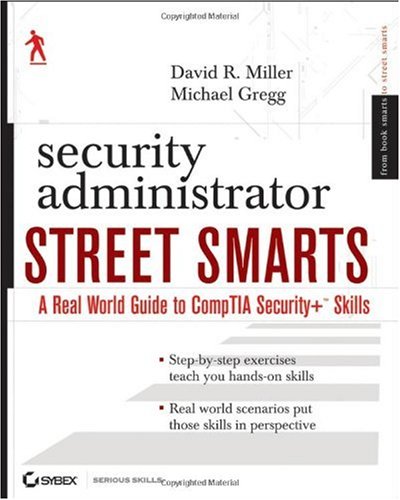 Copyrighted Material
David R. Miller
Michael Gregg
from book smarts to street smarts
security
administrator
STREET SMARTS
A Real World Guide to CompTIA Security+™ Skills
▪ Step-by-step exercises
teach you hands-on skills
▪ Real world scenarios put
those skills in perspective
SYBEX
SERIOUS SKILLS.
Copyrighted Material